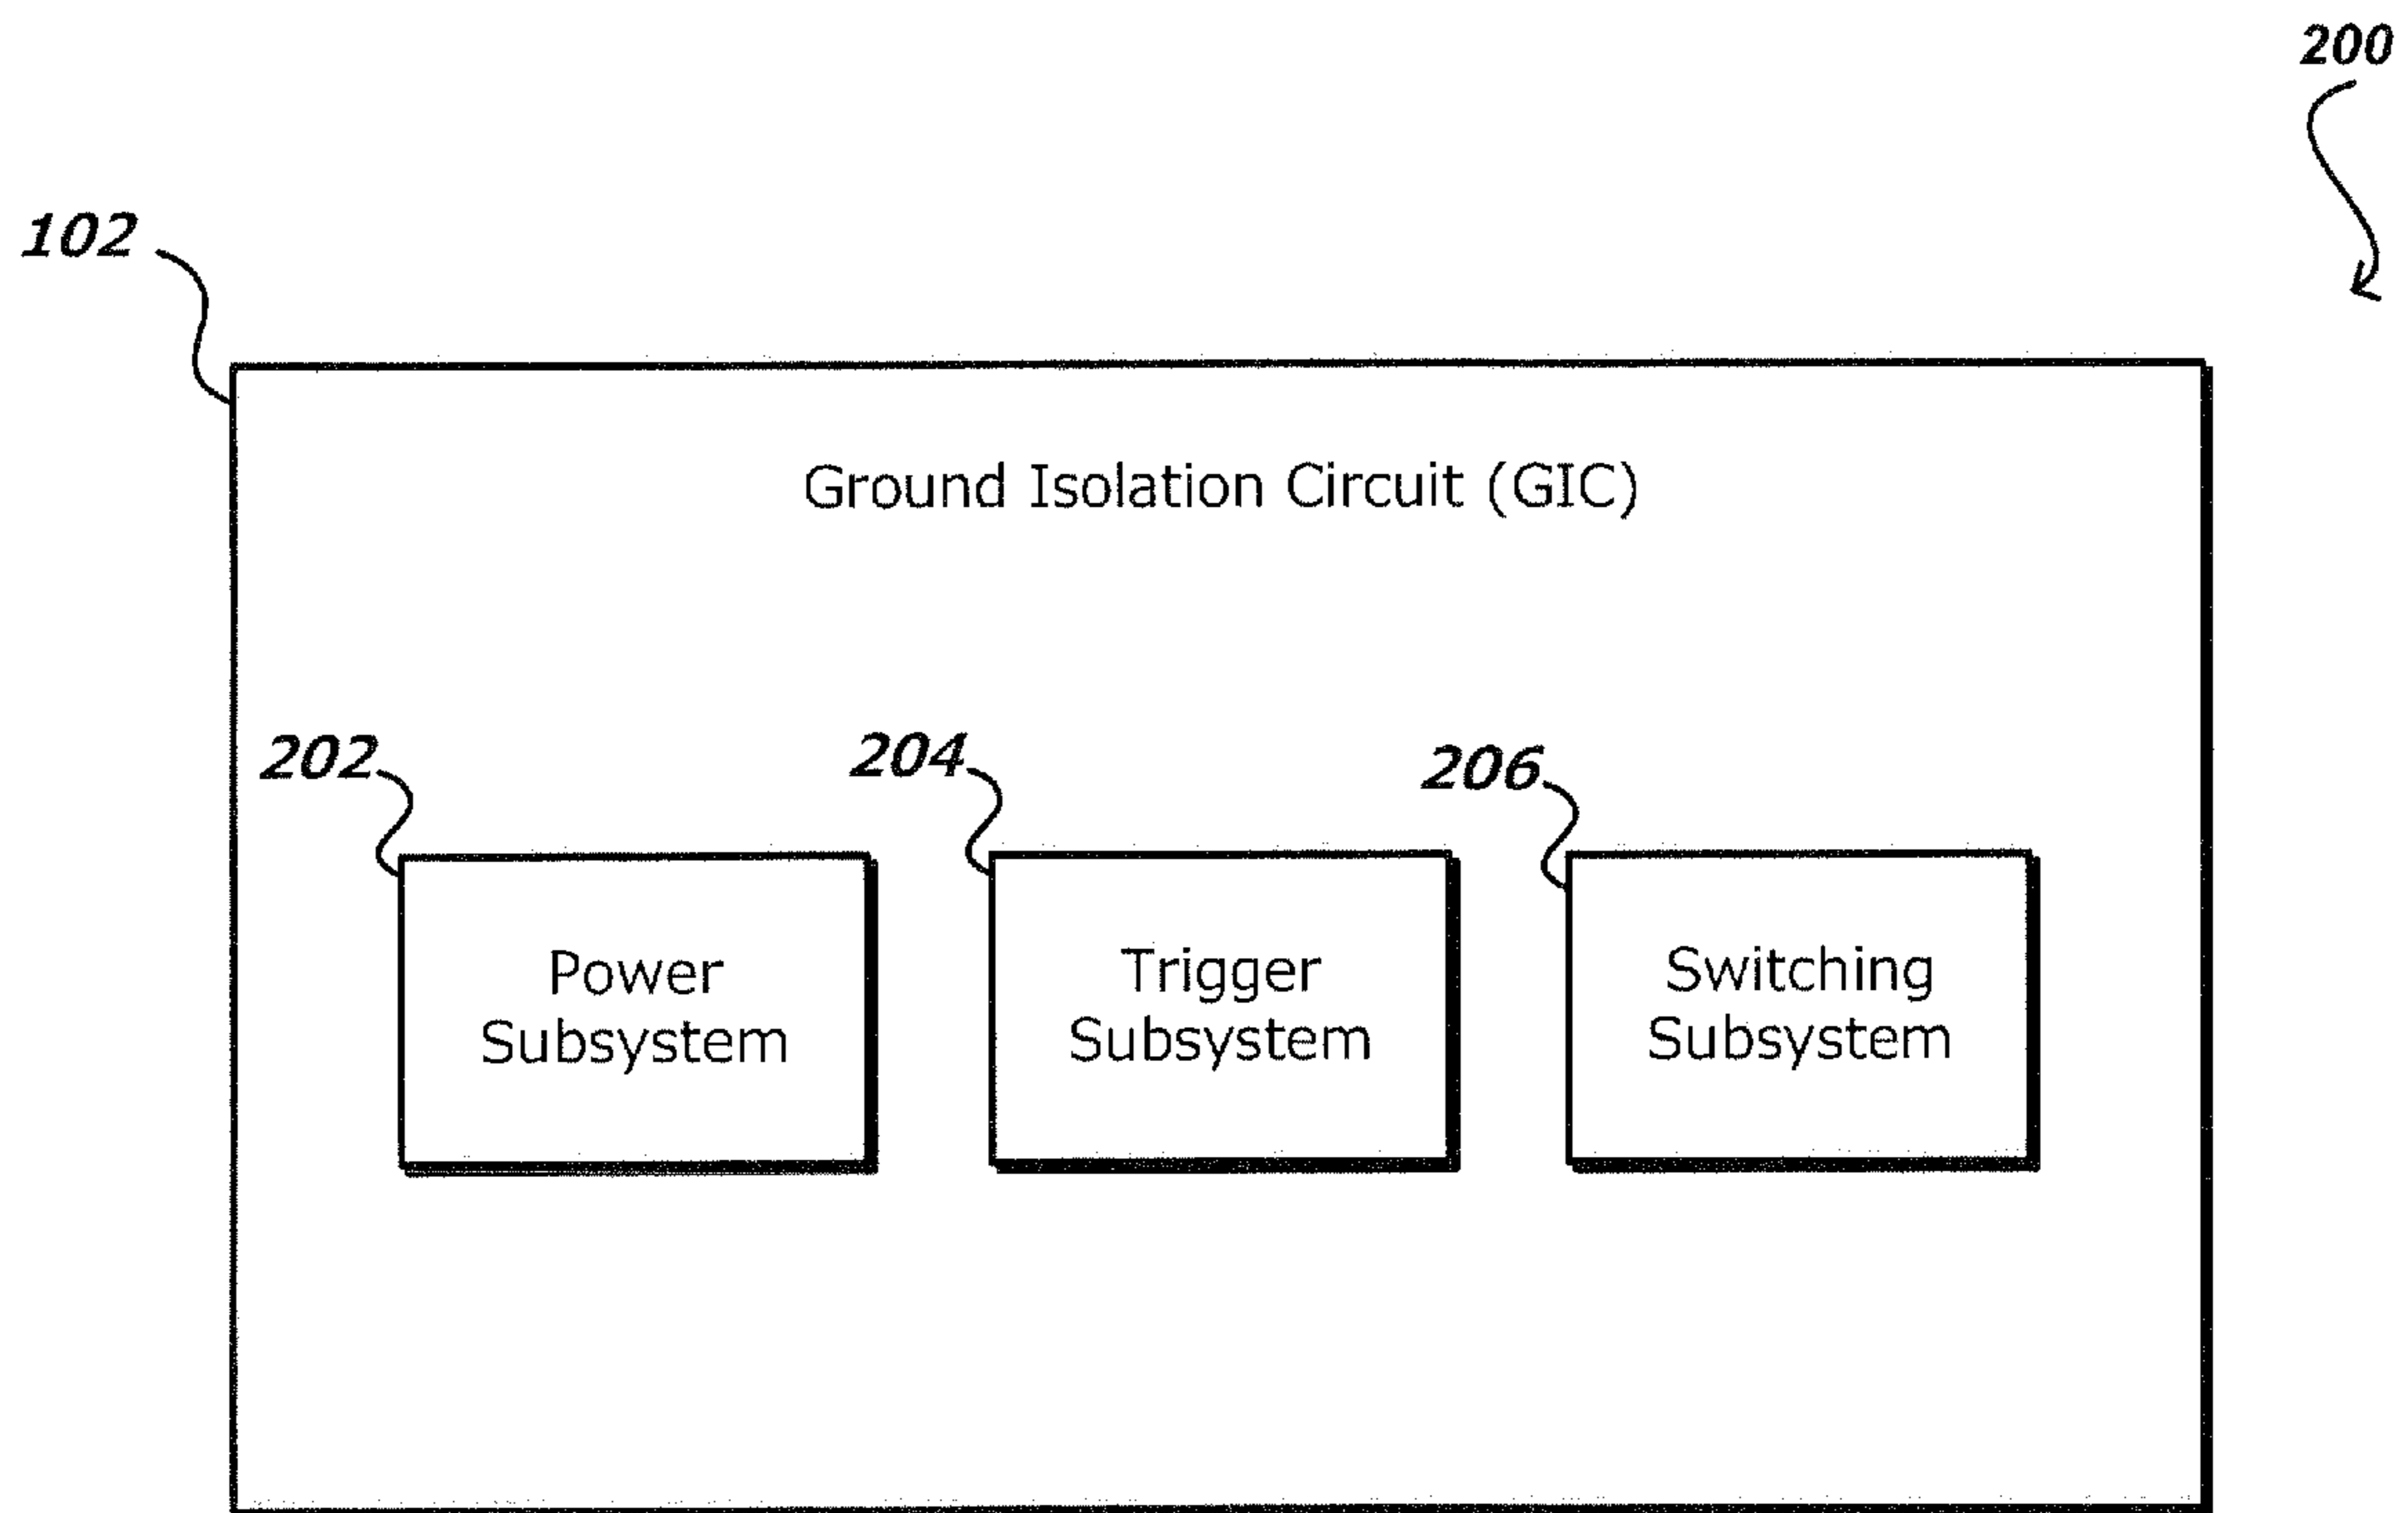 200
102
Ground Isolation Circuit (GIC)
202
204
206
Power
Subsystem
Trigger
Subsystem
Switching
Subsystem